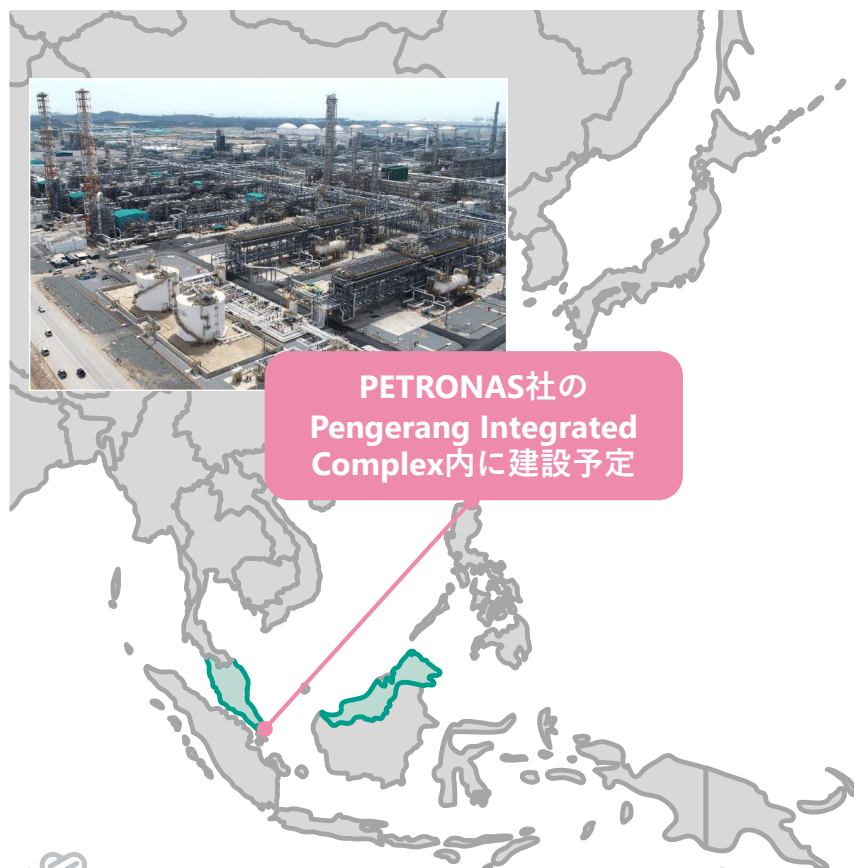 PETRONAS社の
Pengerang Integrated
Complex内に建設予定